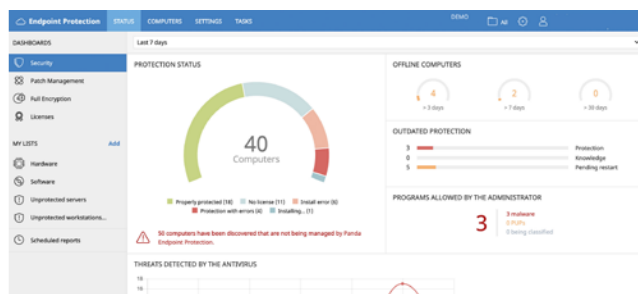 Endpoint Protection
STATUS
COMPUTERS
SETTINGS
TASKS
DEMO
All
DASHBOARDS
Security
Patch Management
Full Encryption
Licenses
MY LISTS
Add
Hardware
Software
Unprotected servers
Unprotected workstations...
Scheduled reports
Last 7 days
PROTECTION STATUS
40
Computers
Properly protected (18)
No license (11)
Install error (6)
Protection with errors (4)
Installing... (1)
50 computers have been discovered that are not being managed by Panda
Endpoint Protection.
THREATS DETECTED BY THE ANTIVIRUS
18
16
OFFLINE COMPUTERS
4
> 3 days
2
> 7 days
0
> 30 days
OUTDATED PROTECTION
3
Protection
0
Knowledge
5
Pending restart
PROGRAMS ALLOWED BY THE ADMINISTRATOR
3
3 malware
0 PUPs
0 being classified